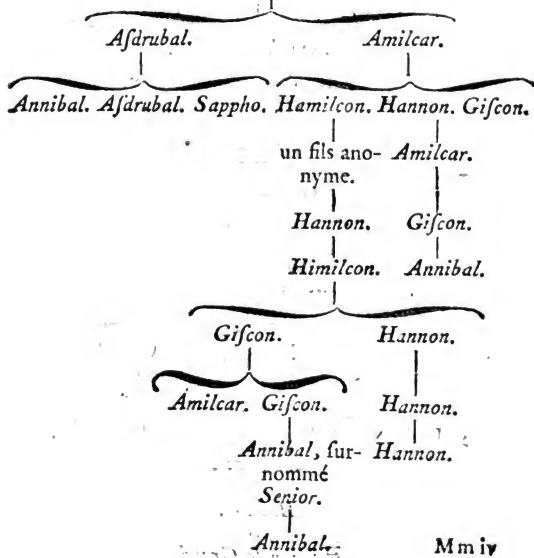 Aſdrubal. Amilcar.
Annibal. Aſdrubal. Sappho. Hamilcon. Hannon. Giſcon.
un fils ano- Amilcar.
nyme.
Hannon. Giſcon.
Himilcon. Annibal.
Giſcon. Hannon.
Amilcar. Giſcon. Hannon.
Annibal, ſur- Hannon.
nommé
Senior.
Annibal. M m iv